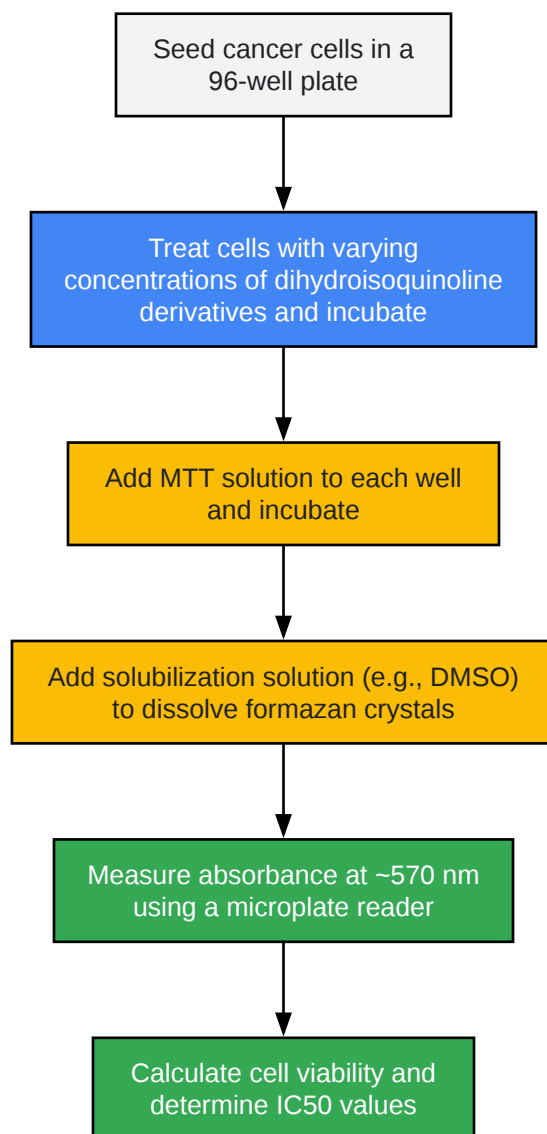 Seed cancer cells in a
96-well plate
Treat cells with varying
concentrations of dihydroisoquinoline
derivatives and incubate
Add MTT solution to each well
and incubate
Add solubilization solution (e.g., DMSO)
to dissolve formazan crystals
Measure absorbance at ~570 nm
using a microplate reader
Calculate cell viability and
determine IC50 values